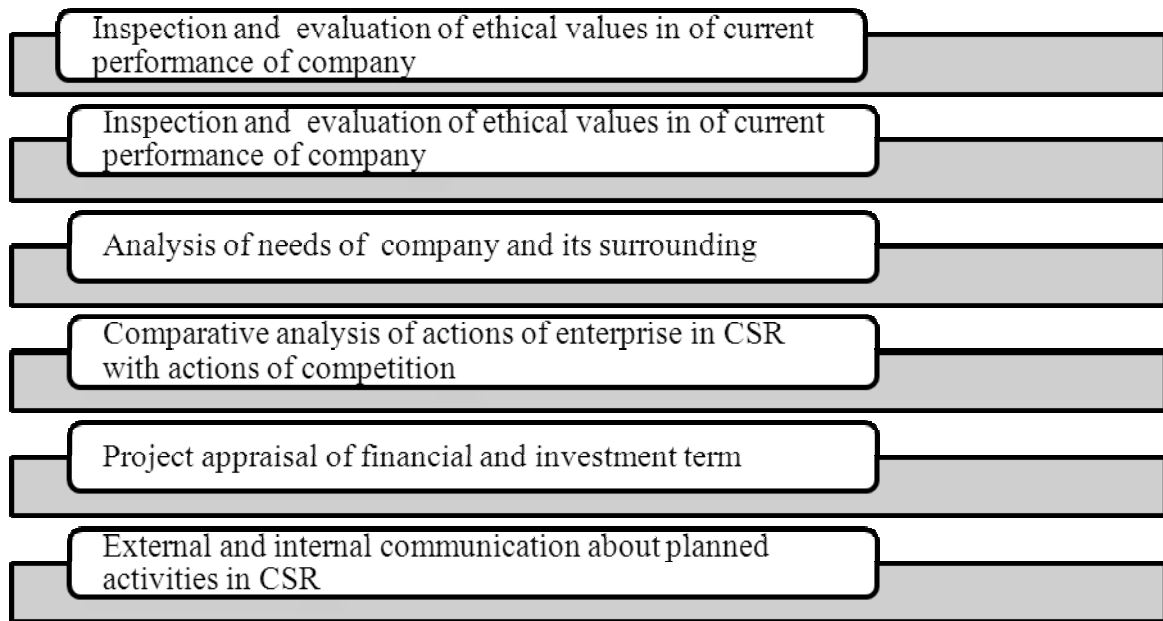 Inspection and evaluation of ethical values in of current
performance of company
Inspection and evaluation of ethical values in of current
performance of company
Analysis of needs of company and its surrounding
Comparative analysis of actions of enterprise in CSR
with actions of competition
Project appraisal of financial and investment term
External and internal communication about planned
activities in CSR